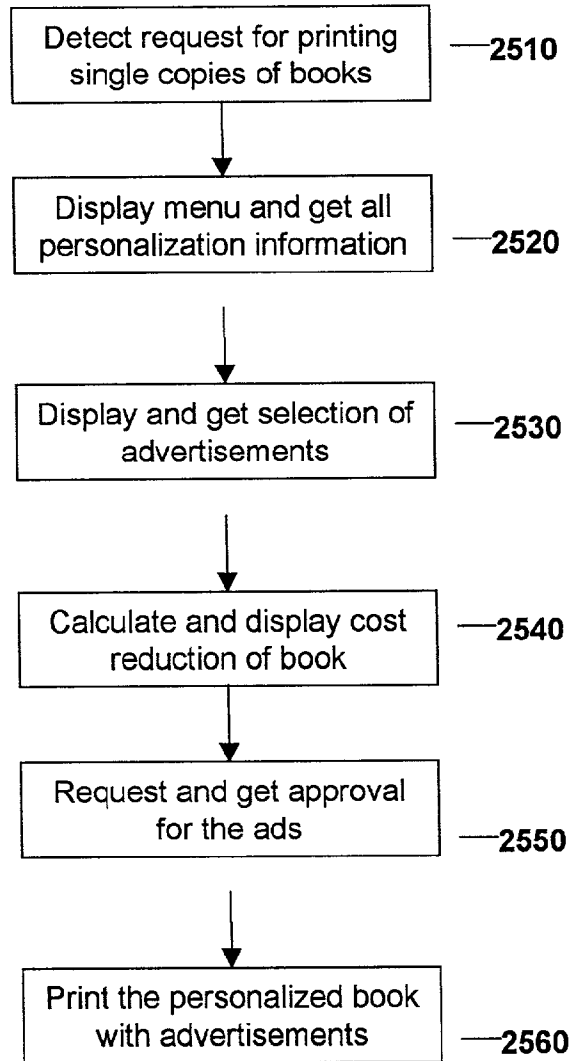 Detect request for printing
single copies of books
2510
Display menu and get all
personalization information
2520
Display and get selection of
advertisements
2530
Calculate and display cost
reduction of book
2540
Request and get approval
for the ads
2550
Print the personalized book
with advertisements
2560